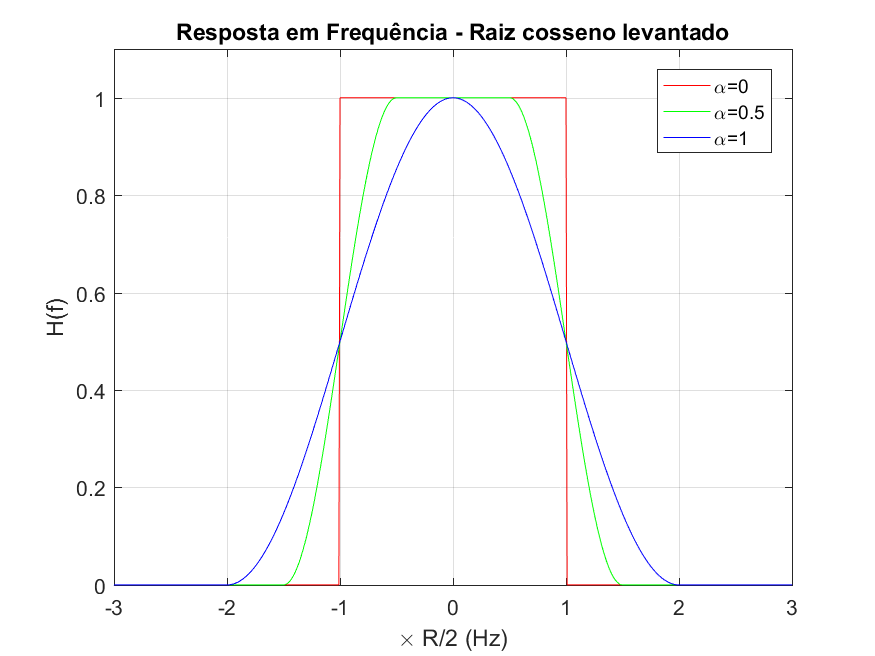 Resposta em Frequência - Raiz cosseno levantado
α=0
α=0.5
α=1
H(f)
1
0.8
0.6
0.4
0.2
0
-3 -2 -1 0 1 2 3
× R/2 (Hz)